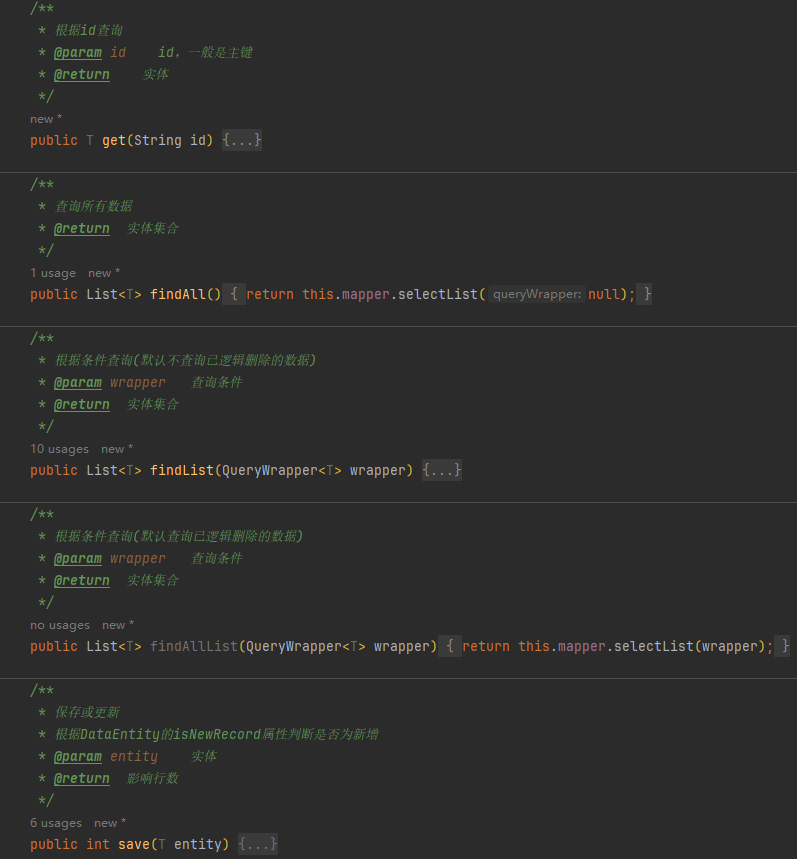 /**
 * 根据id查询
 * @param id    id，一般是主键
 * @return    实体
 */
new *
public T get(String id) {...}
/**
 * 查询所有数据
 * @return  实体集合
 */
1 usage   new *
public List<T> findAll() { return this.mapper.selectList( queryWrapper: null); }
/**
 * 根据条件查询(默认不查询已逻辑删除的数据)
 * @param wrapper   查询条件
 * @return  实体集合
 */
10 usages   new *
public List<T> findList(QueryWrapper<T> wrapper) {...}
/**
 * 根据条件查询(默认查询已逻辑删除的数据)
 * @param wrapper   查询条件
 * @return  实体集合
 */
no usages   new *
public List<T> findAllList(QueryWrapper<T> wrapper) { return this.mapper.selectList(wrapper); }
/**
 * 保存或更新
 * 根据DataEntity的isNewRecord属性判断是否为新增
 * @param entity    实体
 * @return  影响行数
 */
6 usages   new *
public int save(T entity) {...}